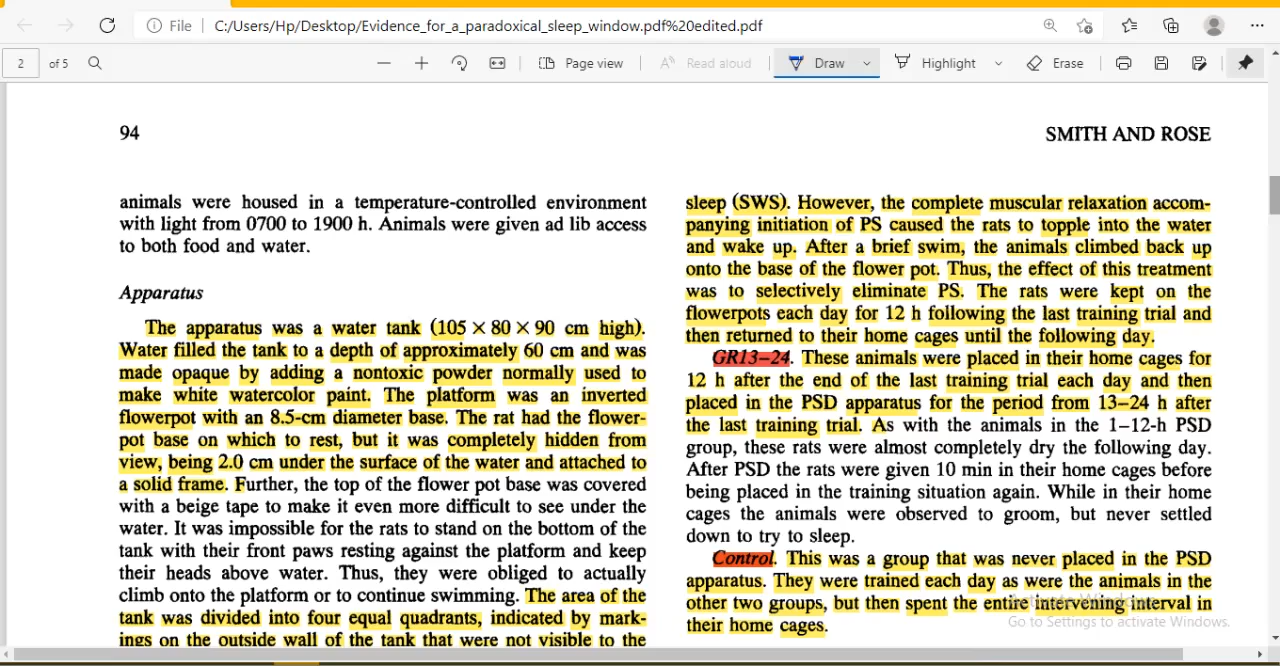 File
C:/Users/Hp/Desktop/Evidence_for_a_paradoxical_sleep_window.pdf%20edited.pdf
2 of 5
Page view
Read aloud
Draw
Highlight
Erase
94
SMITH AND ROSE
animals were housed in a temperature-controlled environment
with light from 0700 to 1900 h. Animals were given ad lib access
to both food and water.
Apparatus
The apparatus was a water tank (105 × 80 × 90 cm high).
Water filled the tank to a depth of approximately 60 cm and was
made opaque by adding a nontoxic powder normally used to
make white watercolor paint. The platform was an inverted
flowerpot with an 8.5-cm diameter base. The rat had the flower-
pot base on which to rest, but it was completely hidden from
view, being 2.0 cm under the surface of the water and attached to
a solid frame. Further, the top of the flower pot base was covered
with a beige tape to make it even more difficult to see under the
water. It was impossible for the rats to stand on the bottom of the
tank with their front paws resting against the platform and keep
their heads above water. Thus, they were obliged to actually
climb onto the platform or to continue swimming. The area of the
tank was divided into four equal quadrants, indicated by mark-
ings on the outside wall of the tank that were not visible to the
sleep (SWS). However, the complete muscular relaxation accom-
panying initiation of PS caused the rats to topple into the water
and wake up. After a brief swim, the animals climbed back up
onto the base of the flower pot. Thus, the effect of this treatment
was to selectively eliminate PS. The rats were kept on the
flowerpots each day for 12 h following the last training trial and
then returned to their home cages until the following day.
GR13–24. These animals were placed in their home cages for
12 h after the end of the last training trial each day and then
placed in the PSD apparatus for the period from 13–24 h after
the last training trial. As with the animals in the 1–12-h PSD
group, these rats were almost completely dry the following day.
After PSD the rats were given 10 min in their home cages before
being placed in the training situation again. While in their home
cages the animals were observed to groom, but never settled
down to try to sleep.
Control. This was a group that was never placed in the PSD
apparatus. They were trained each day as were the animals in the
other two groups, but then spent the entire intervening interval in
their home cages.
Activate Windows
Go to Settings to activate Windows.